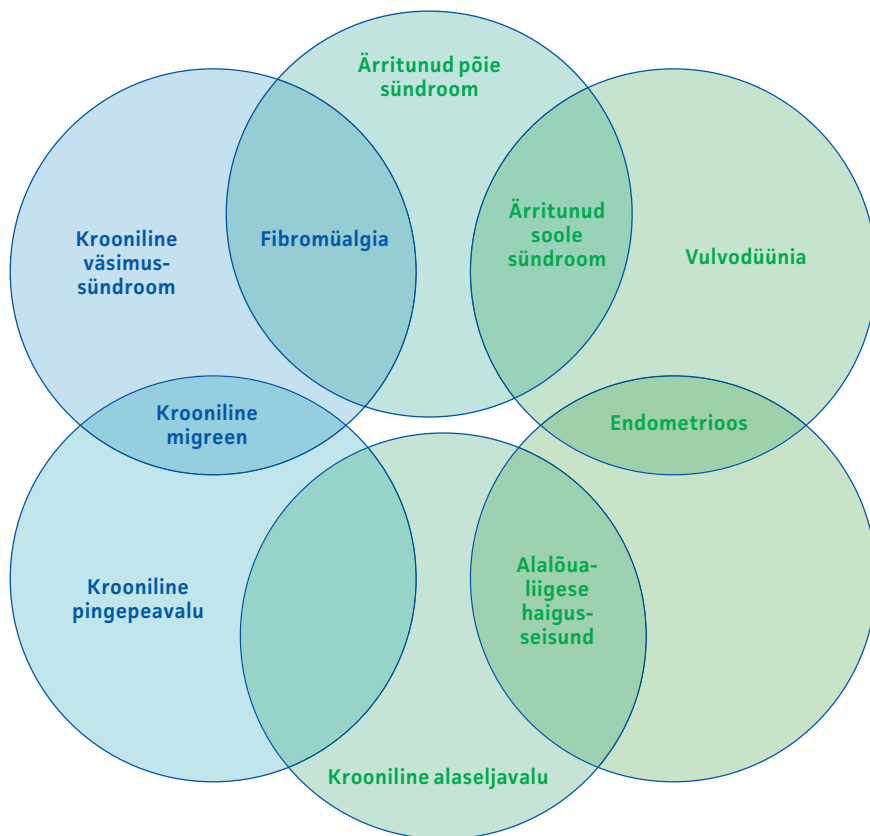 Ärritunud põie
sündroom
Krooniline
väsimus-
sündroom
Fibromüalgia
Ärritunud
soole
sündroom
Vulvodüünia
Krooniline
migreen
Endometrioos
Krooniline
pingepeavalu
Alalõua-
liigese
haigus-
seisund
Krooniline alaseljavalu